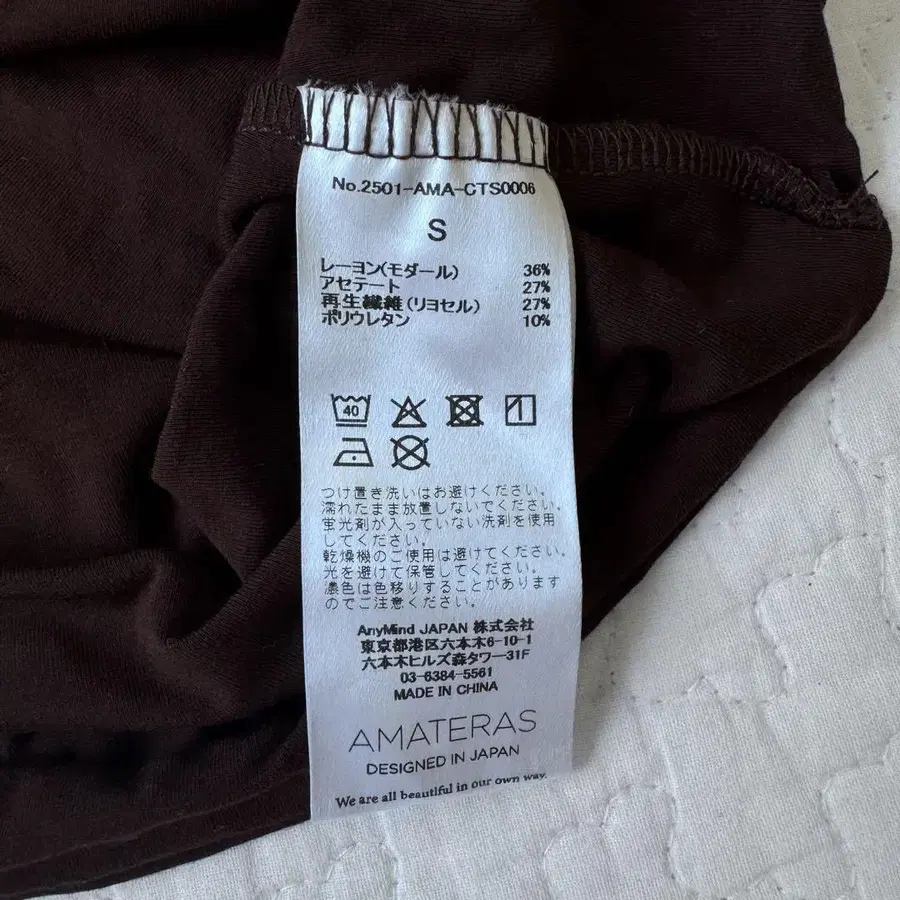 No.2501-AMA-CTS0006
S
レーヨン(モダール) 36%
アセテート 27%
再生繊維(リヨセル) 27%
ポリウレタン 10%
40
つけ置き洗いはお避けください。
濡れたまま放置しないでください。
蛍光剤が入っていない洗剤を使用
してください。
乾燥機のご使用は避けてください。
光を避けて保管してください。
濃色は色移りすることがあります
のでご注意ください。
AnyMind JAPAN 株式会社
東京都港区六本木6-10-1
六本木ヒルズ森タワー31F
03-6384-5561
MADE IN CHINA
AMATERAS
DESIGNED IN JAPAN
We are all beautiful in our own way.